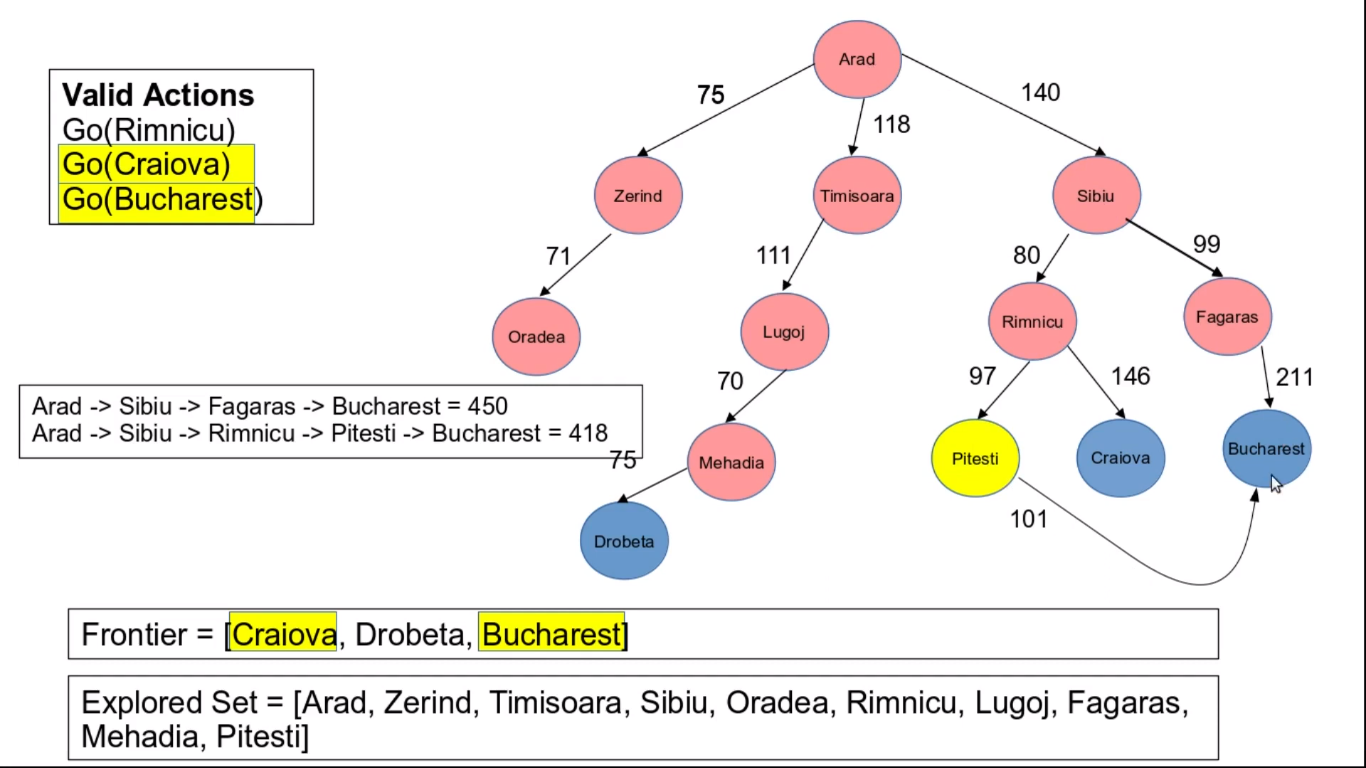 Valid Actions
Go(Rimnicu)
Go(Craiova)
Go(Bucharest)
Arad
75
118
140
Zerind
Timisoara
Sibiu
71
111
80
99
Oradea
Lugoj
Rimnicu
Fagaras
70
97
146
211
Arad -> Sibiu -> Fagaras -> Bucharest = 450
Arad -> Sibiu -> Rimnicu -> Pitesti -> Bucharest = 418
75
Mehadia
Pitesti
Craiova
Bucharest
101
Drobeta
Frontier = [Craiova, Drobeta, Bucharest]
Explored Set = [Arad, Zerind, Timisoara, Sibiu, Oradea, Rimnicu, Lugoj, Fagaras,
Mehadia, Pitesti]